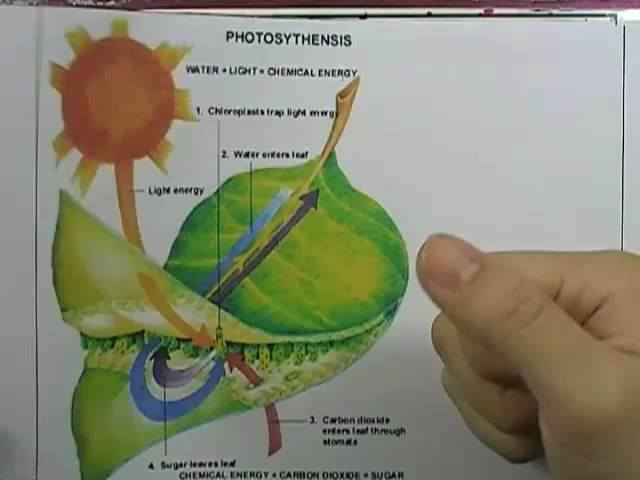 PHOTOSYTHENSIS
WATER + LIGHT = CHEMICAL ENERGY
1. Chloroplasts trap light energy
2. Water enters leaf
Light energy
3. Carbon dioxide
enters leaf through
stomata
4. Sugar leaves leaf
CHEMICAL ENERGY + CARBON DIOXIDE = SUGAR